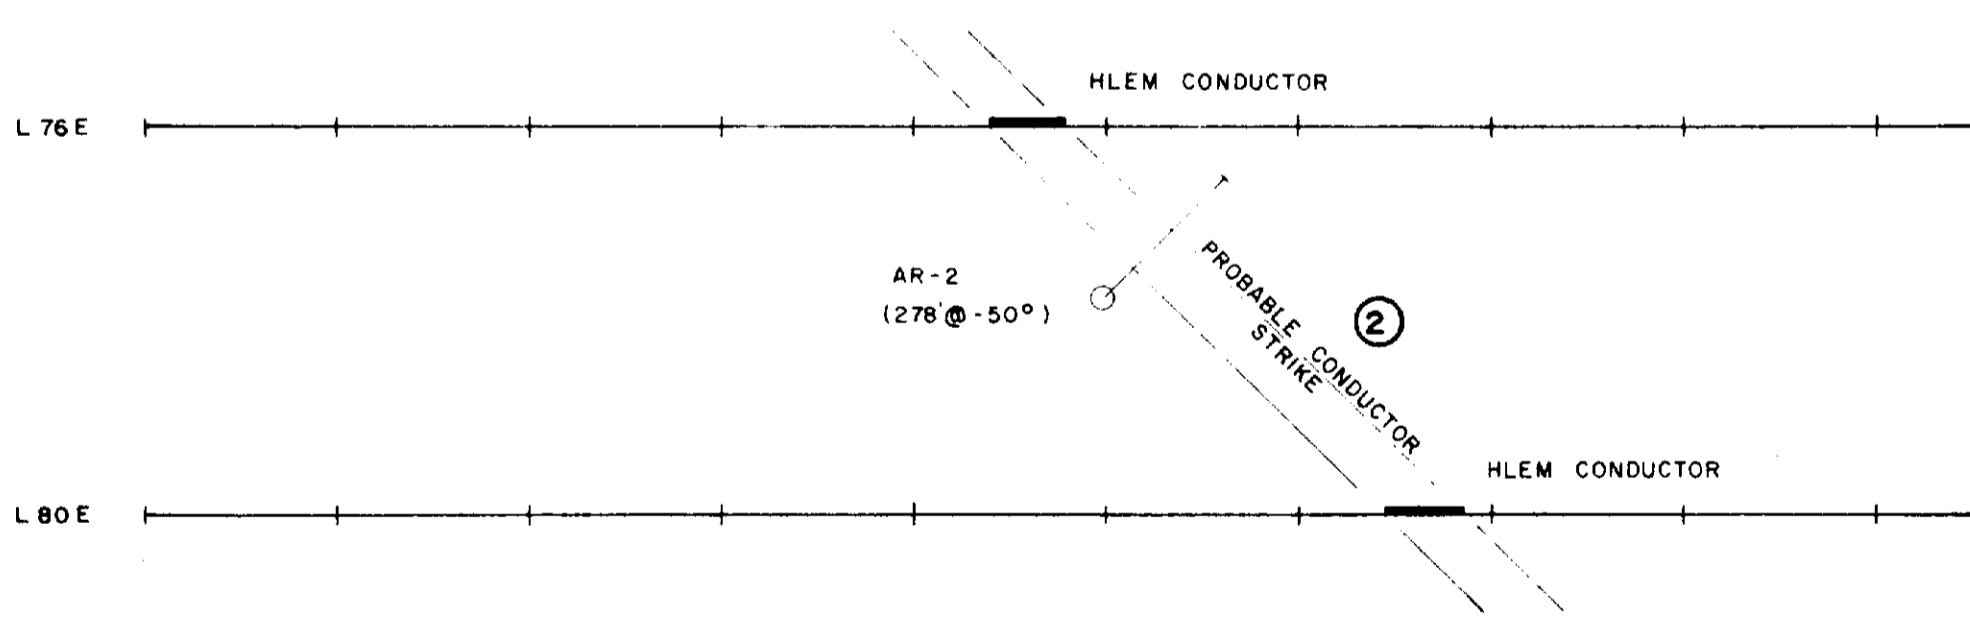 HLEM CONDUCTOR
L 76 E
AR-2
(278'@-50°)
PROBABLE CONDUCTOR
STRIKE
2
HLEM CONDUCTOR
L 80 E